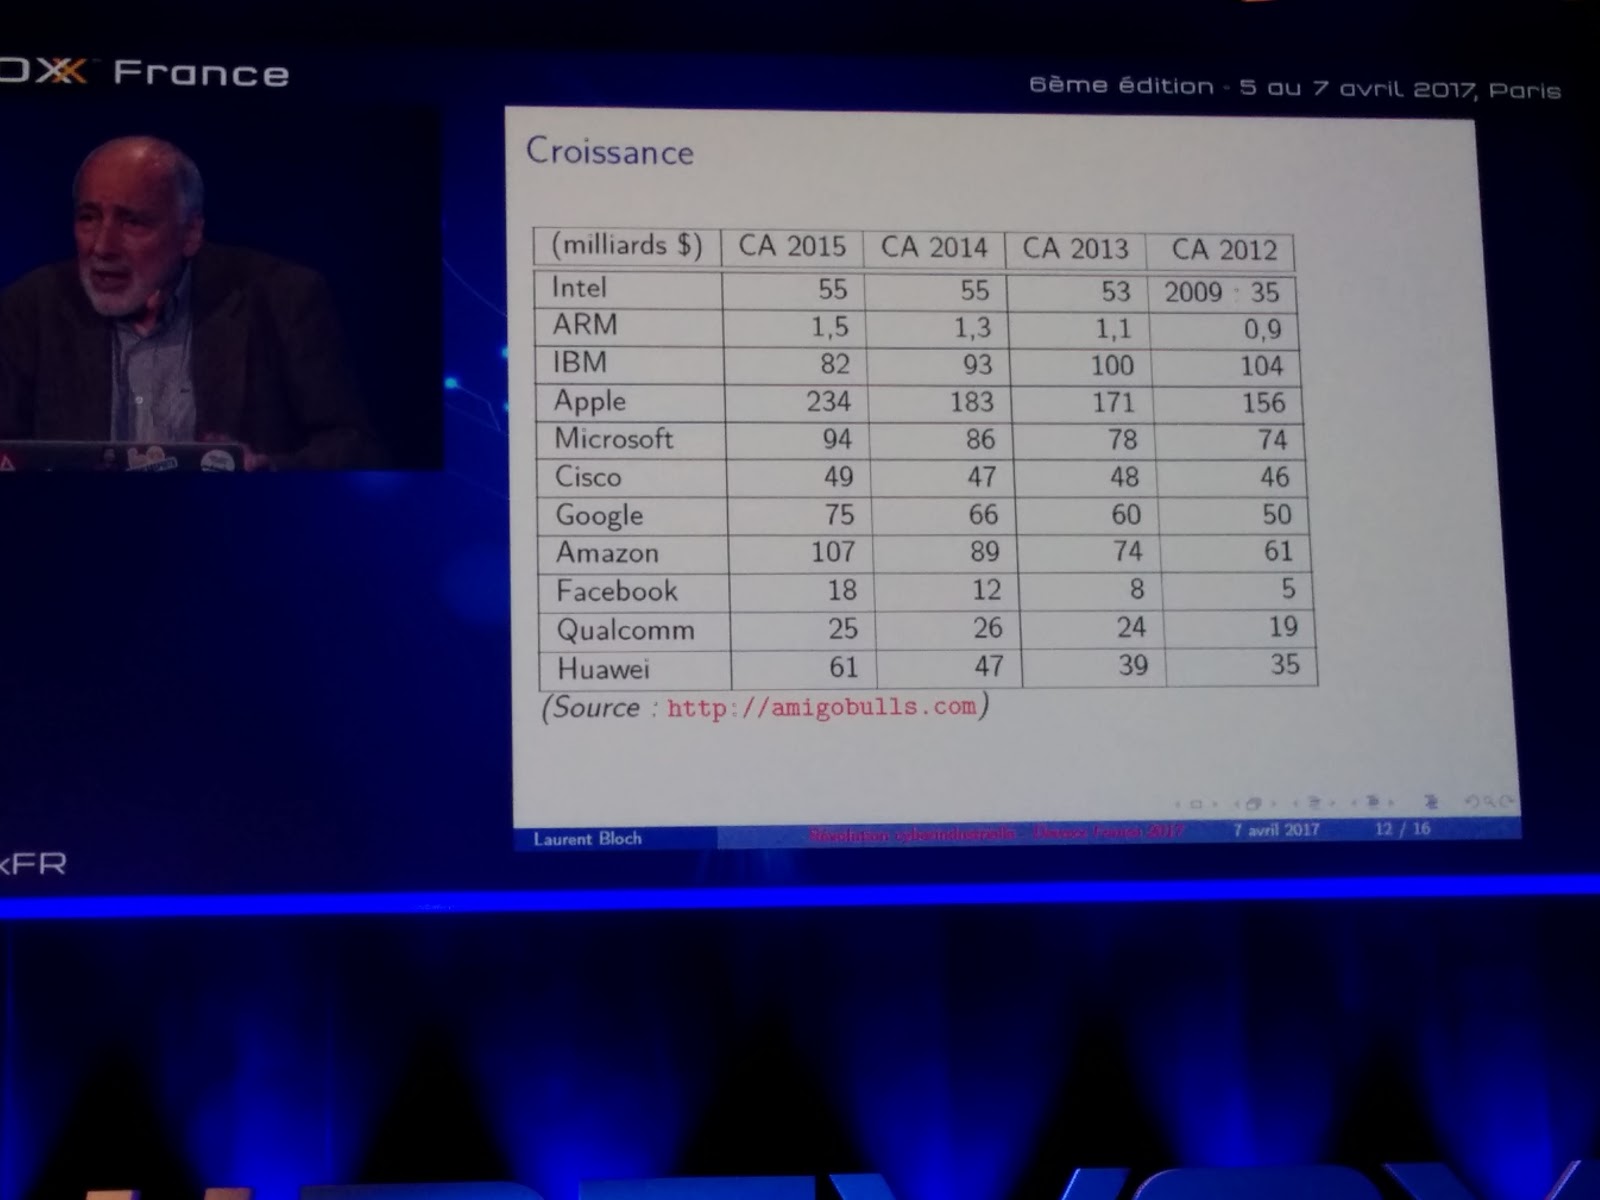 OXX France
6ème édition - 5 au 7 avril 2017, Paris
Croissance
(milliards $) CA 2015 CA 2014 CA 2013 CA 2012
Intel 55 55 53 2009 : 35
ARM 1,5 1,3 1,1 0,9
IBM 82 93 100 104
Apple 234 183 171 156
Microsoft 94 86 78 74
Cisco 49 47 48 46
Google 75 66 60 50
Amazon 107 89 74 61
Facebook 18 12 8 5
Qualcomm 25 26 24 19
Huawei 61 47 39 35
(Source : http://amigobulls.com)
Laurent Bloch Révolution cyberindustrielle - 2017 7 avril 2017 12 / 16
xFR